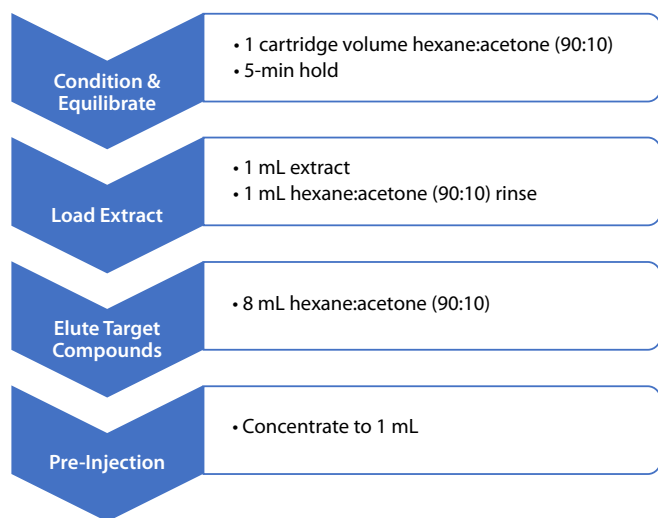 Condition &
Equilibrate
• 1 cartridge volume hexane:acetone (90:10)
• 5-min hold
Load Extract
• 1 mL extract
• 1 mL hexane:acetone (90:10) rinse
Elute Target
Compounds
• 8 mL hexane:acetone (90:10)
Pre-Injection
• Concentrate to 1 mL